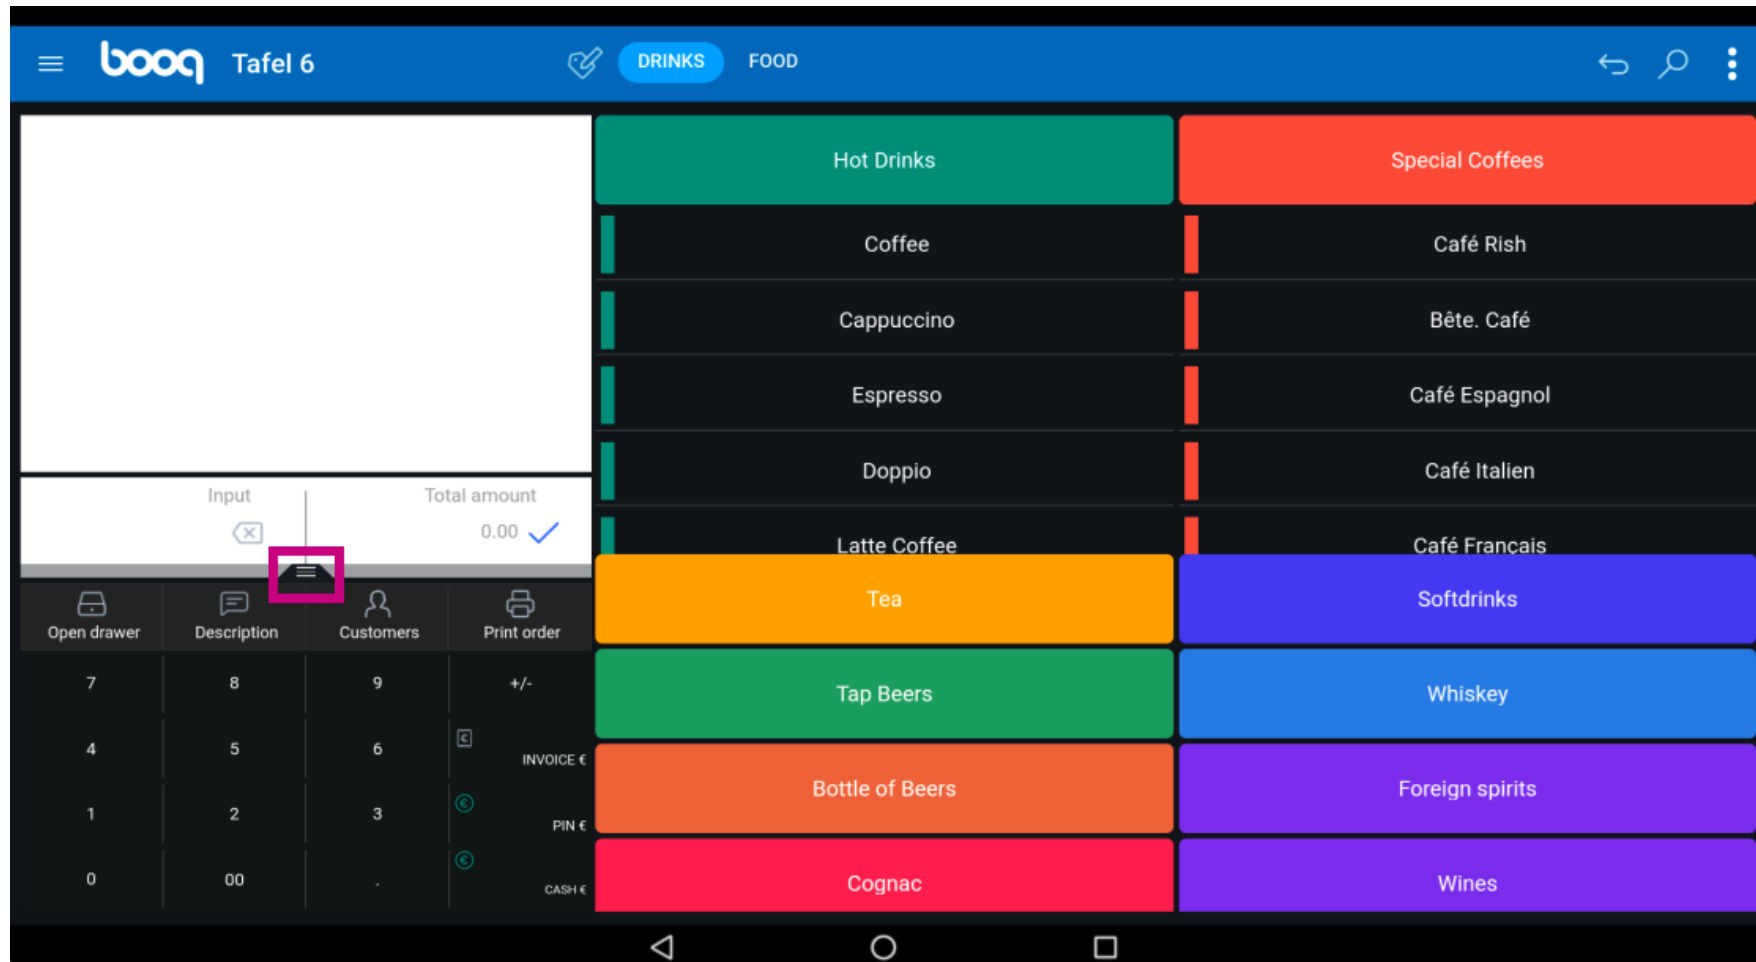 booq Tafel 6 DRINKS FOOD
Hot Drinks
Coffee
Cappuccino
Espresso
Doppio
Latte Coffee
Special Coffees
Café Rish
Bête. Café
Café Espagnol
Café Italien
Café Français
Input Total amount
0.00
Open drawer Description Customers Print order
7 8 9 +/-
4 5 6 INVOICE €
1 2 3 PIN €
0 00 . CASH €
Tea Softdrinks
Tap Beers Whiskey
Bottle of Beers Foreign spirits
Cognac Wines